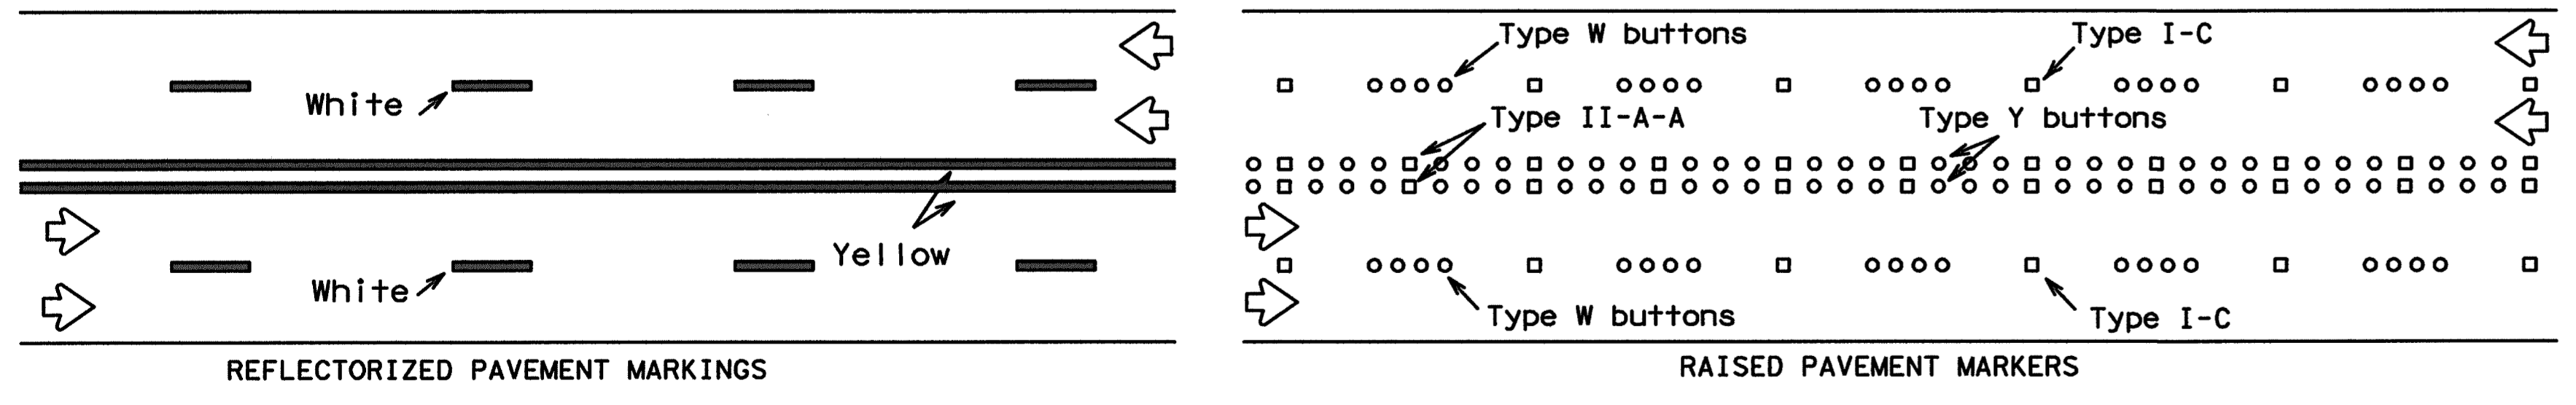 White
Yellow
White
REFLECTORIZED PAVEMENT MARKINGS
Type W buttons
Type I-C
Type II-A-A
Type Y buttons
Type W buttons
Type I-C
RAISED PAVEMENT MARKERS